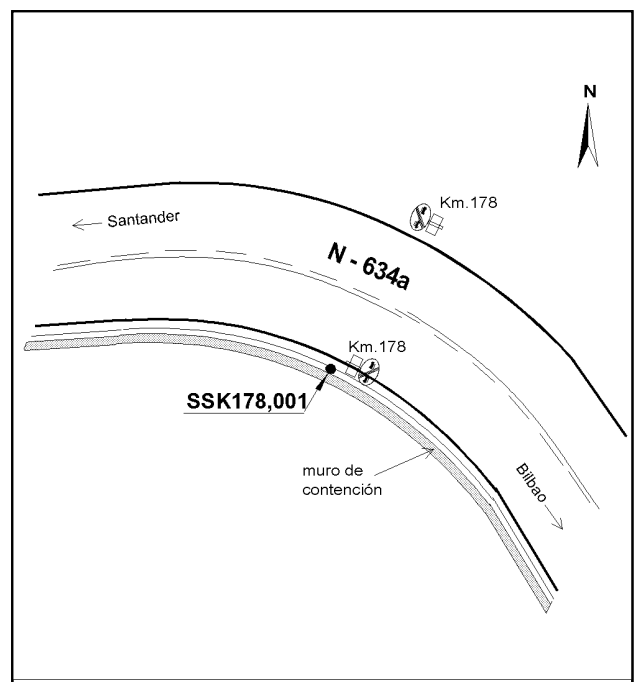 N
Km.178
← Santander
N - 634a
Km.178
SSK178,001
muro de
contención
Bilbao →